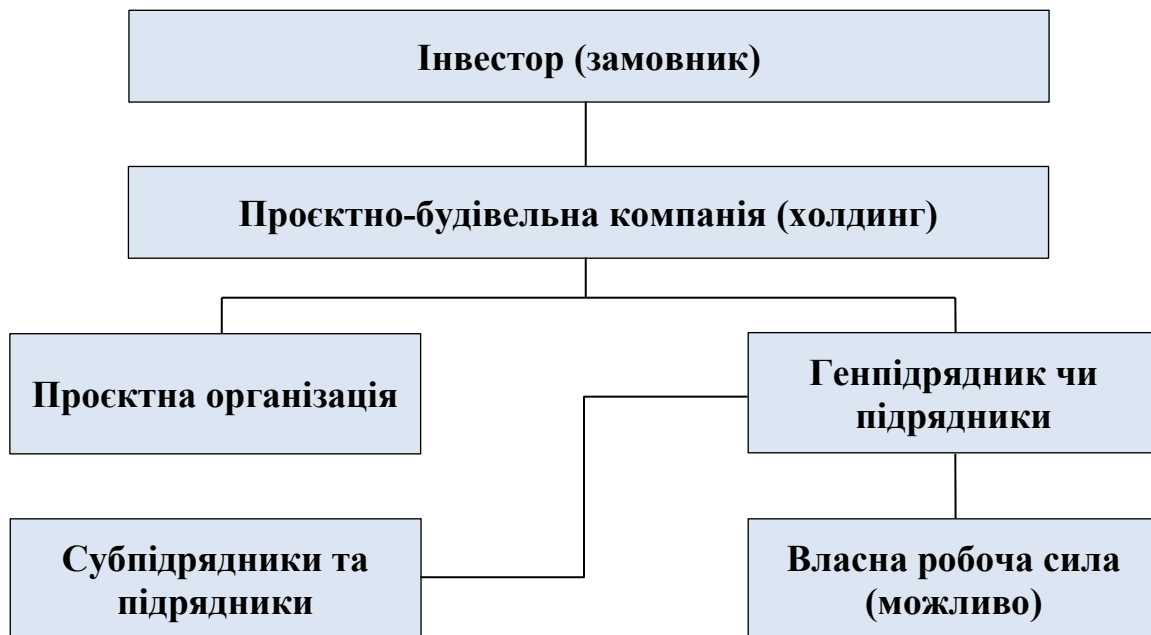 Інвестор (замовник)
Проєктно-будівельна компанія (холдинг)
Проєктна організація
Генпідрядник чи
підрядники
Субпідрядники та
підрядники
Власна робоча сила
(можливо)